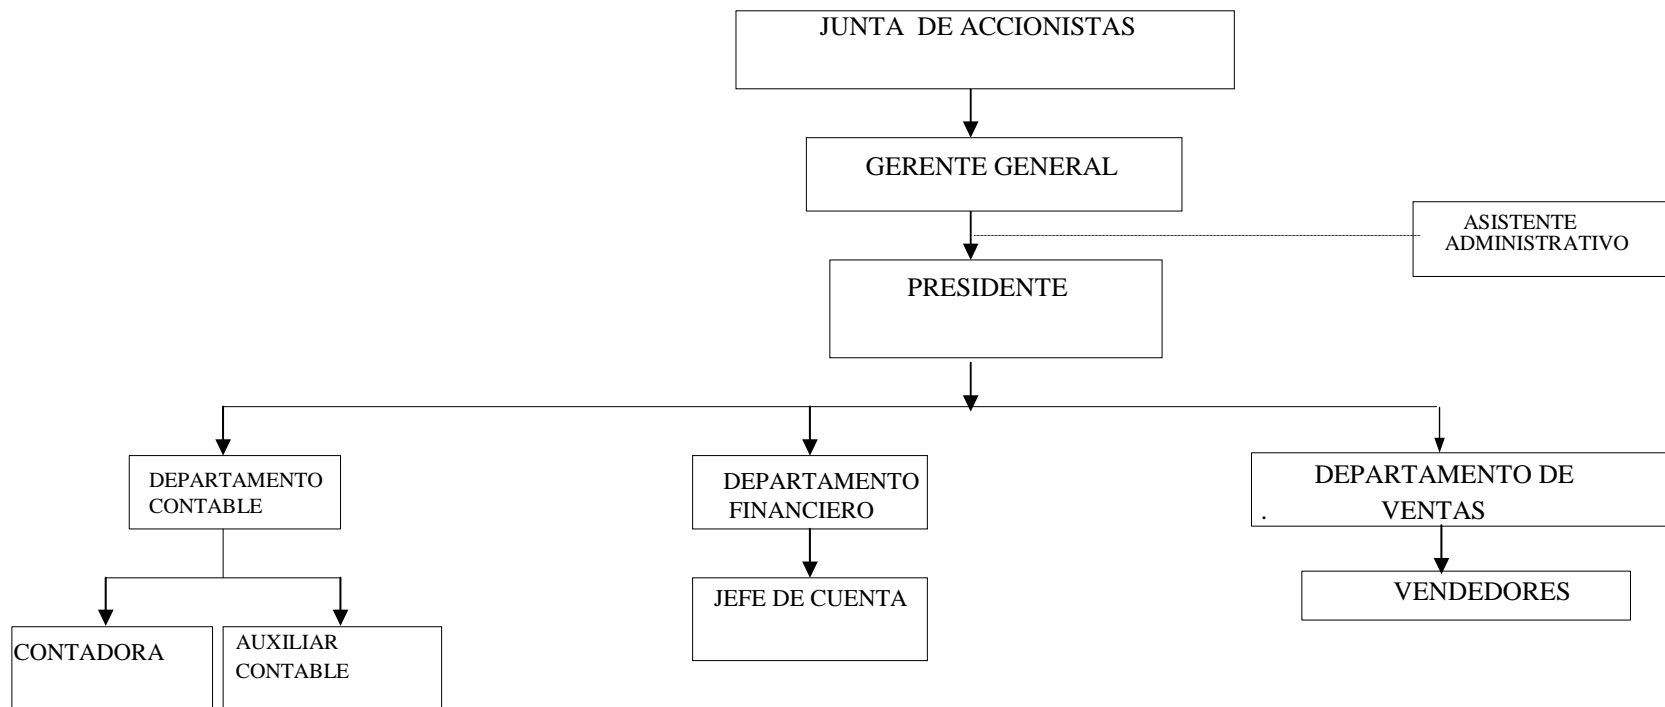 JUNTA DE ACCIONISTAS
GERENTE GENERAL
ASISTENTE
ADMINISTRATIVO
PRESIDENTE
DEPARTAMENTO
CONTABLE
DEPARTAMENTO
FINANCIERO
DEPARTAMENTO DE
. VENTAS
JEFE DE CUENTA
VENDEDORES
CONTADORA
AUXILIAR
CONTABLE